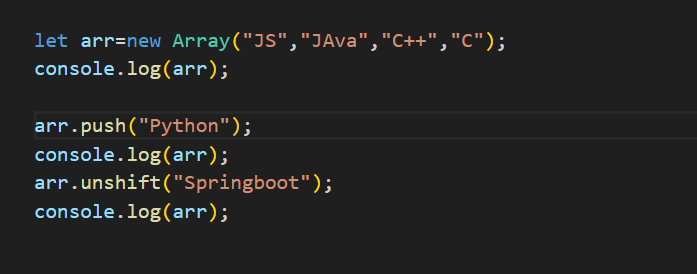 let arr=new Array("JS","JAva","C++","C");
console.log(arr);
arr.push("Python");
console.log(arr);
arr.unshift("Springboot");
console.log(arr);